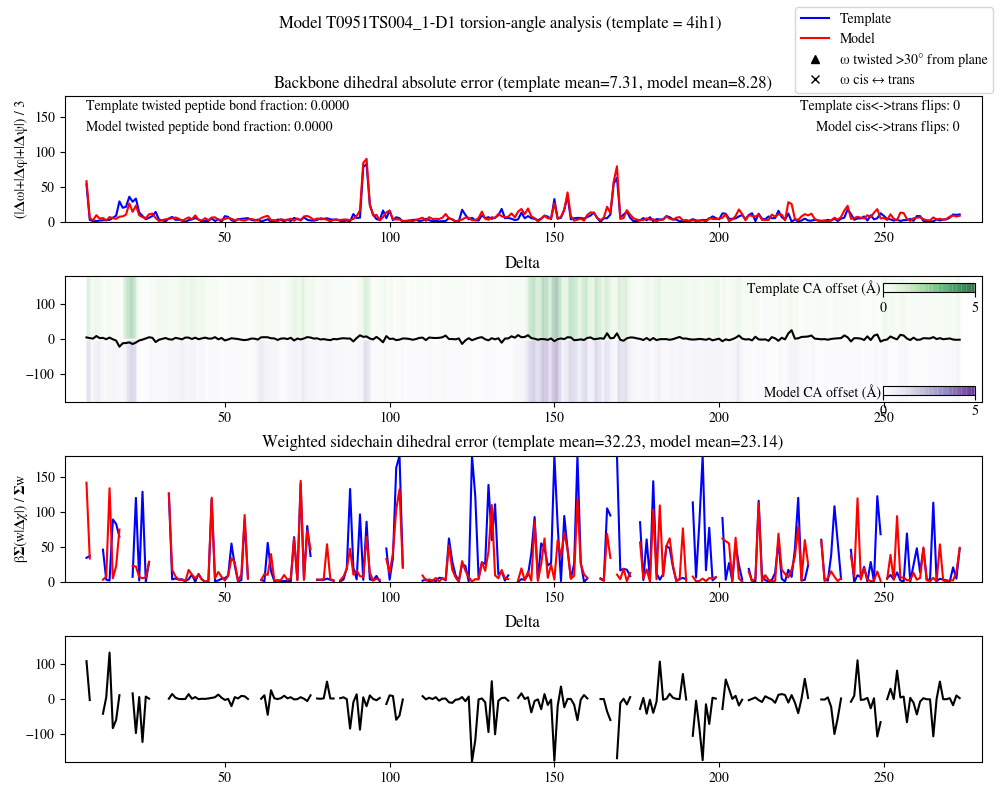 Model T0951TS004_1-D1 torsion-angle analysis (template = 4ih1)
Template
Model
ω twisted >30° from plane
ω cis ↔ trans
Backbone dihedral absolute error (template mean=7.31, model mean=8.28)
(|Δω|+|Δφ|+|Δψ|) / 3
Template twisted peptide bond fraction: 0.0000
Model twisted peptide bond fraction: 0.0000
Template cis<->trans flips: 0
Model cis<->trans flips: 0
150
100
50
0
50 100 150 200 250
Delta
Template CA offset (Å)
0 5
100
0
−100
Model CA offset (Å)
0 5
50 100 150 200 250
Weighted sidechain dihedral error (template mean=32.23, model mean=23.14)
βΣ(w|Δχ|) / Σw
150
100
50
0
50 100 150 200 250
Delta
100
0
−100
50 100 150 200 250